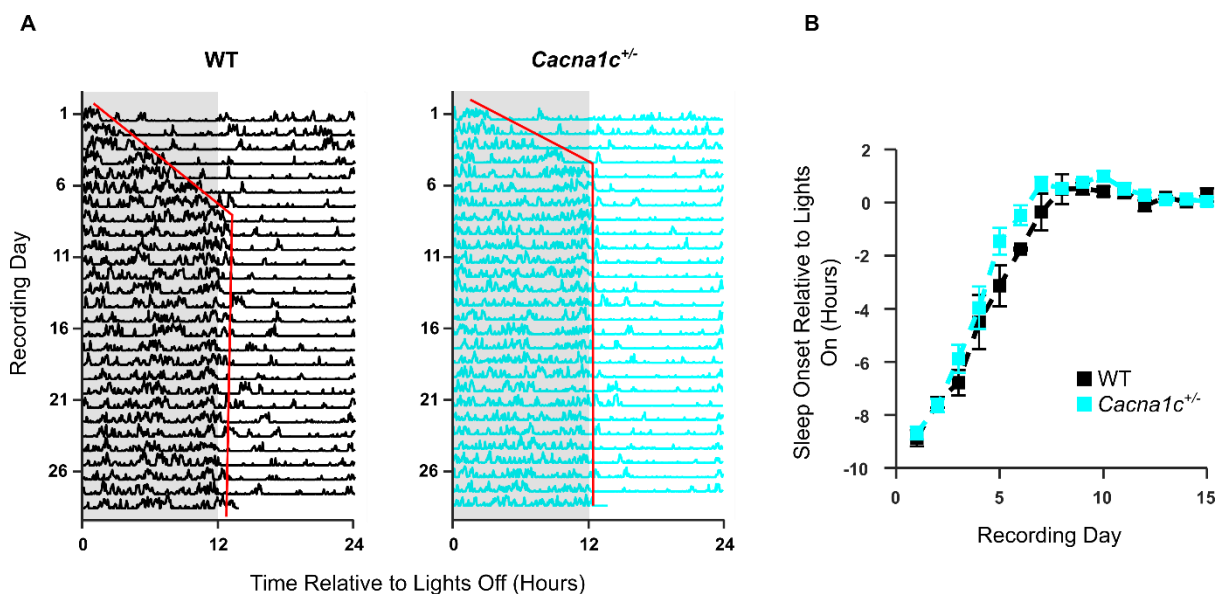 A
WT
Cacna1c+/-
Recording Day
1
6
11
16
21
26
0
12
24
1
6
11
16
21
26
0
12
24
Time Relative to Lights Off (Hours)
B
Sleep Onset Relative to Lights
On (Hours)
2
0
-2
-4
-6
-8
-10
WT
Cacna1c+/-
0
5
10
15
Recording Day